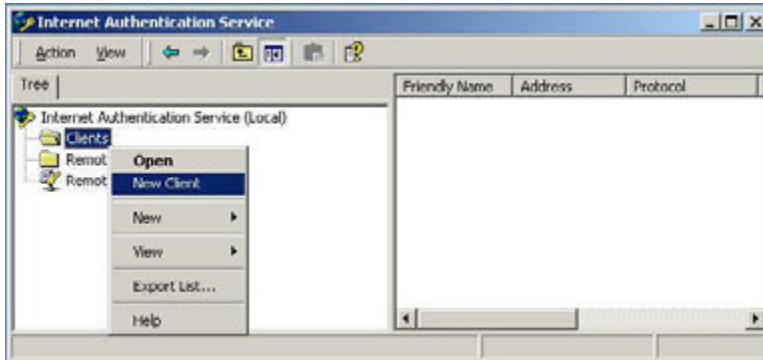 Internet Authentication Service
Action View
Tree
Friendly Name Address Protocol
Internet Authentication Service (Local)
Clients
Remot
Remot
Open
New Client
New
View
Export List...
Help